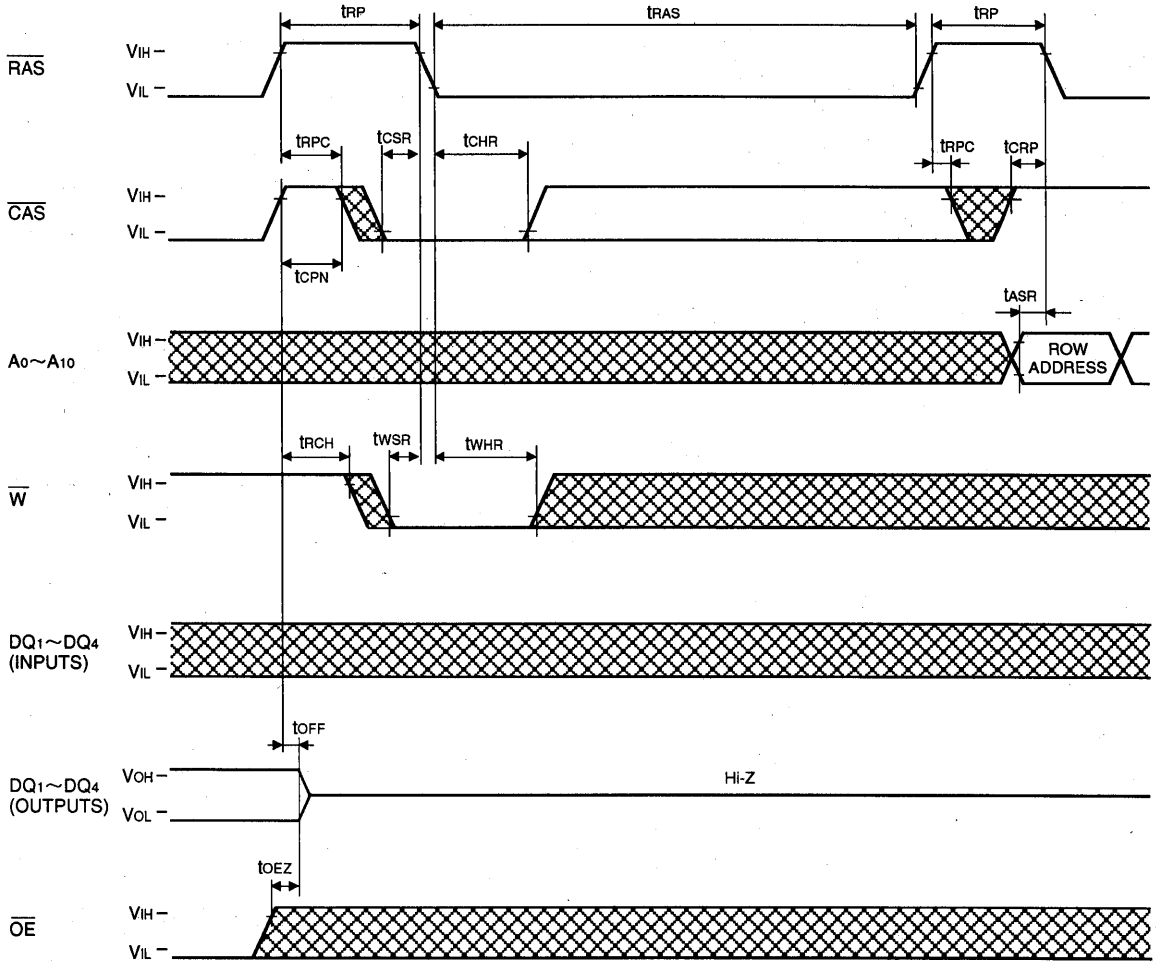 tRP tRAS tRP
RAS
VIH
VIL
tRPC tCSR tCHR tRPC tCRP
CAS
VIH
VIL
tCPN
tASR
A0~A10
VIH
VIL
ROW
ADDRESS
tRCH tWSR tWHR
W
VIH
VIL
DQ1~DQ4
(INPUTS)
VIH
VIL
tOFF
DQ1~DQ4
(OUTPUTS)
VOH
VOL
Hi-Z
tOEZ
OE
VIH
VIL